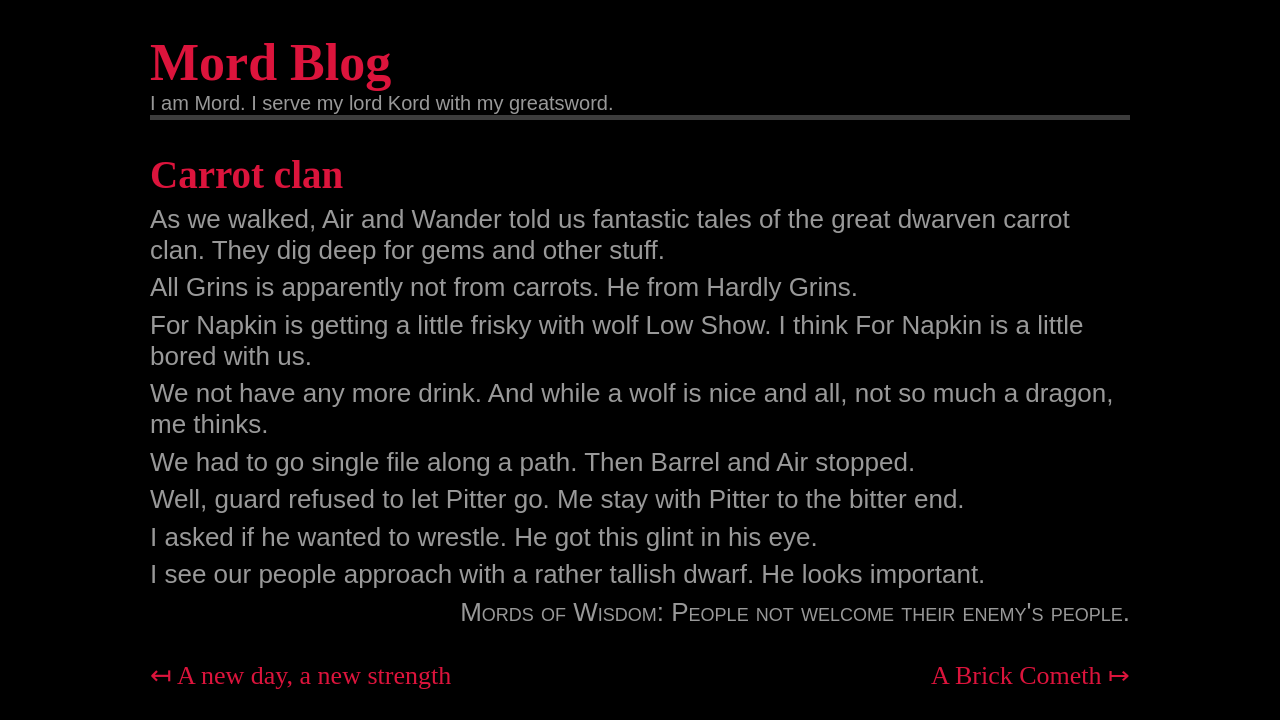 Mord Blog
I am Mord. I serve my lord Kord with my greatsword.
Carrot clan
As we walked, Air and Wander told us fantastic tales of the great dwarven carrot
clan. They dig deep for gems and other stuff.
All Grins is apparently not from carrots. He from Hardly Grins.
For Napkin is getting a little frisky with wolf Low Show. I think For Napkin is a little
bored with us.
We not have any more drink. And while a wolf is nice and all, not so much a dragon,
me thinks.
We had to go single file along a path. Then Barrel and Air stopped.
Well, guard refused to let Pitter go. Me stay with Pitter to the bitter end.
I asked if he wanted to wrestle. He got this glint in his eye.
I see our people approach with a rather tallish dwarf. He looks important.
Mords of Wisdom: People not welcome their enemy's people.
↤ A new day, a new strength
A Brick Cometh ↦